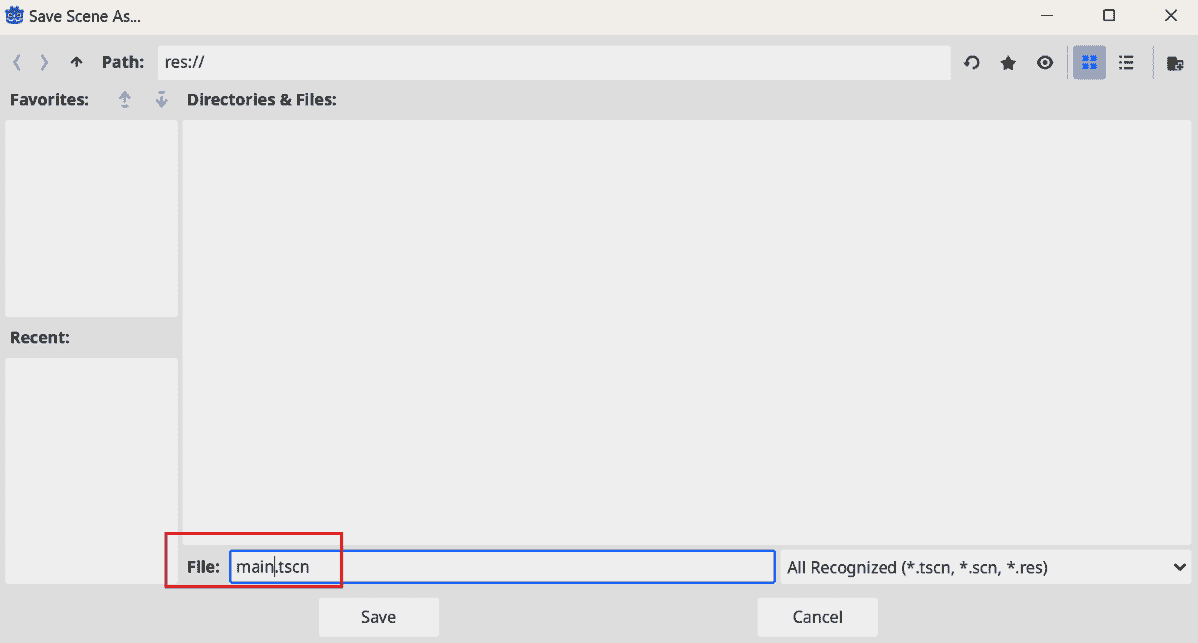 Save Scene As...
Path: res://
Favorites:
Directories & Files:
Recent:
File: main.tscn
All Recognized (*.tscn, *.scn, *.res)
Save
Cancel